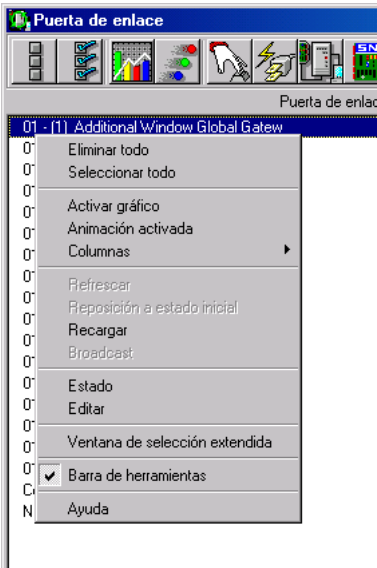 Puerta de enlace
SN
Puerta de enlac
01 - [1] Additional Window Global Gatew
Eliminar todo
Seleccionar todo
Activar gráfico
Animación activada
Columnas
Refrescar
Reposición a estado inicial
Recargar
Broadcast
Estado
Editar
Ventana de selección extendida
Barra de herramientas
Ayuda